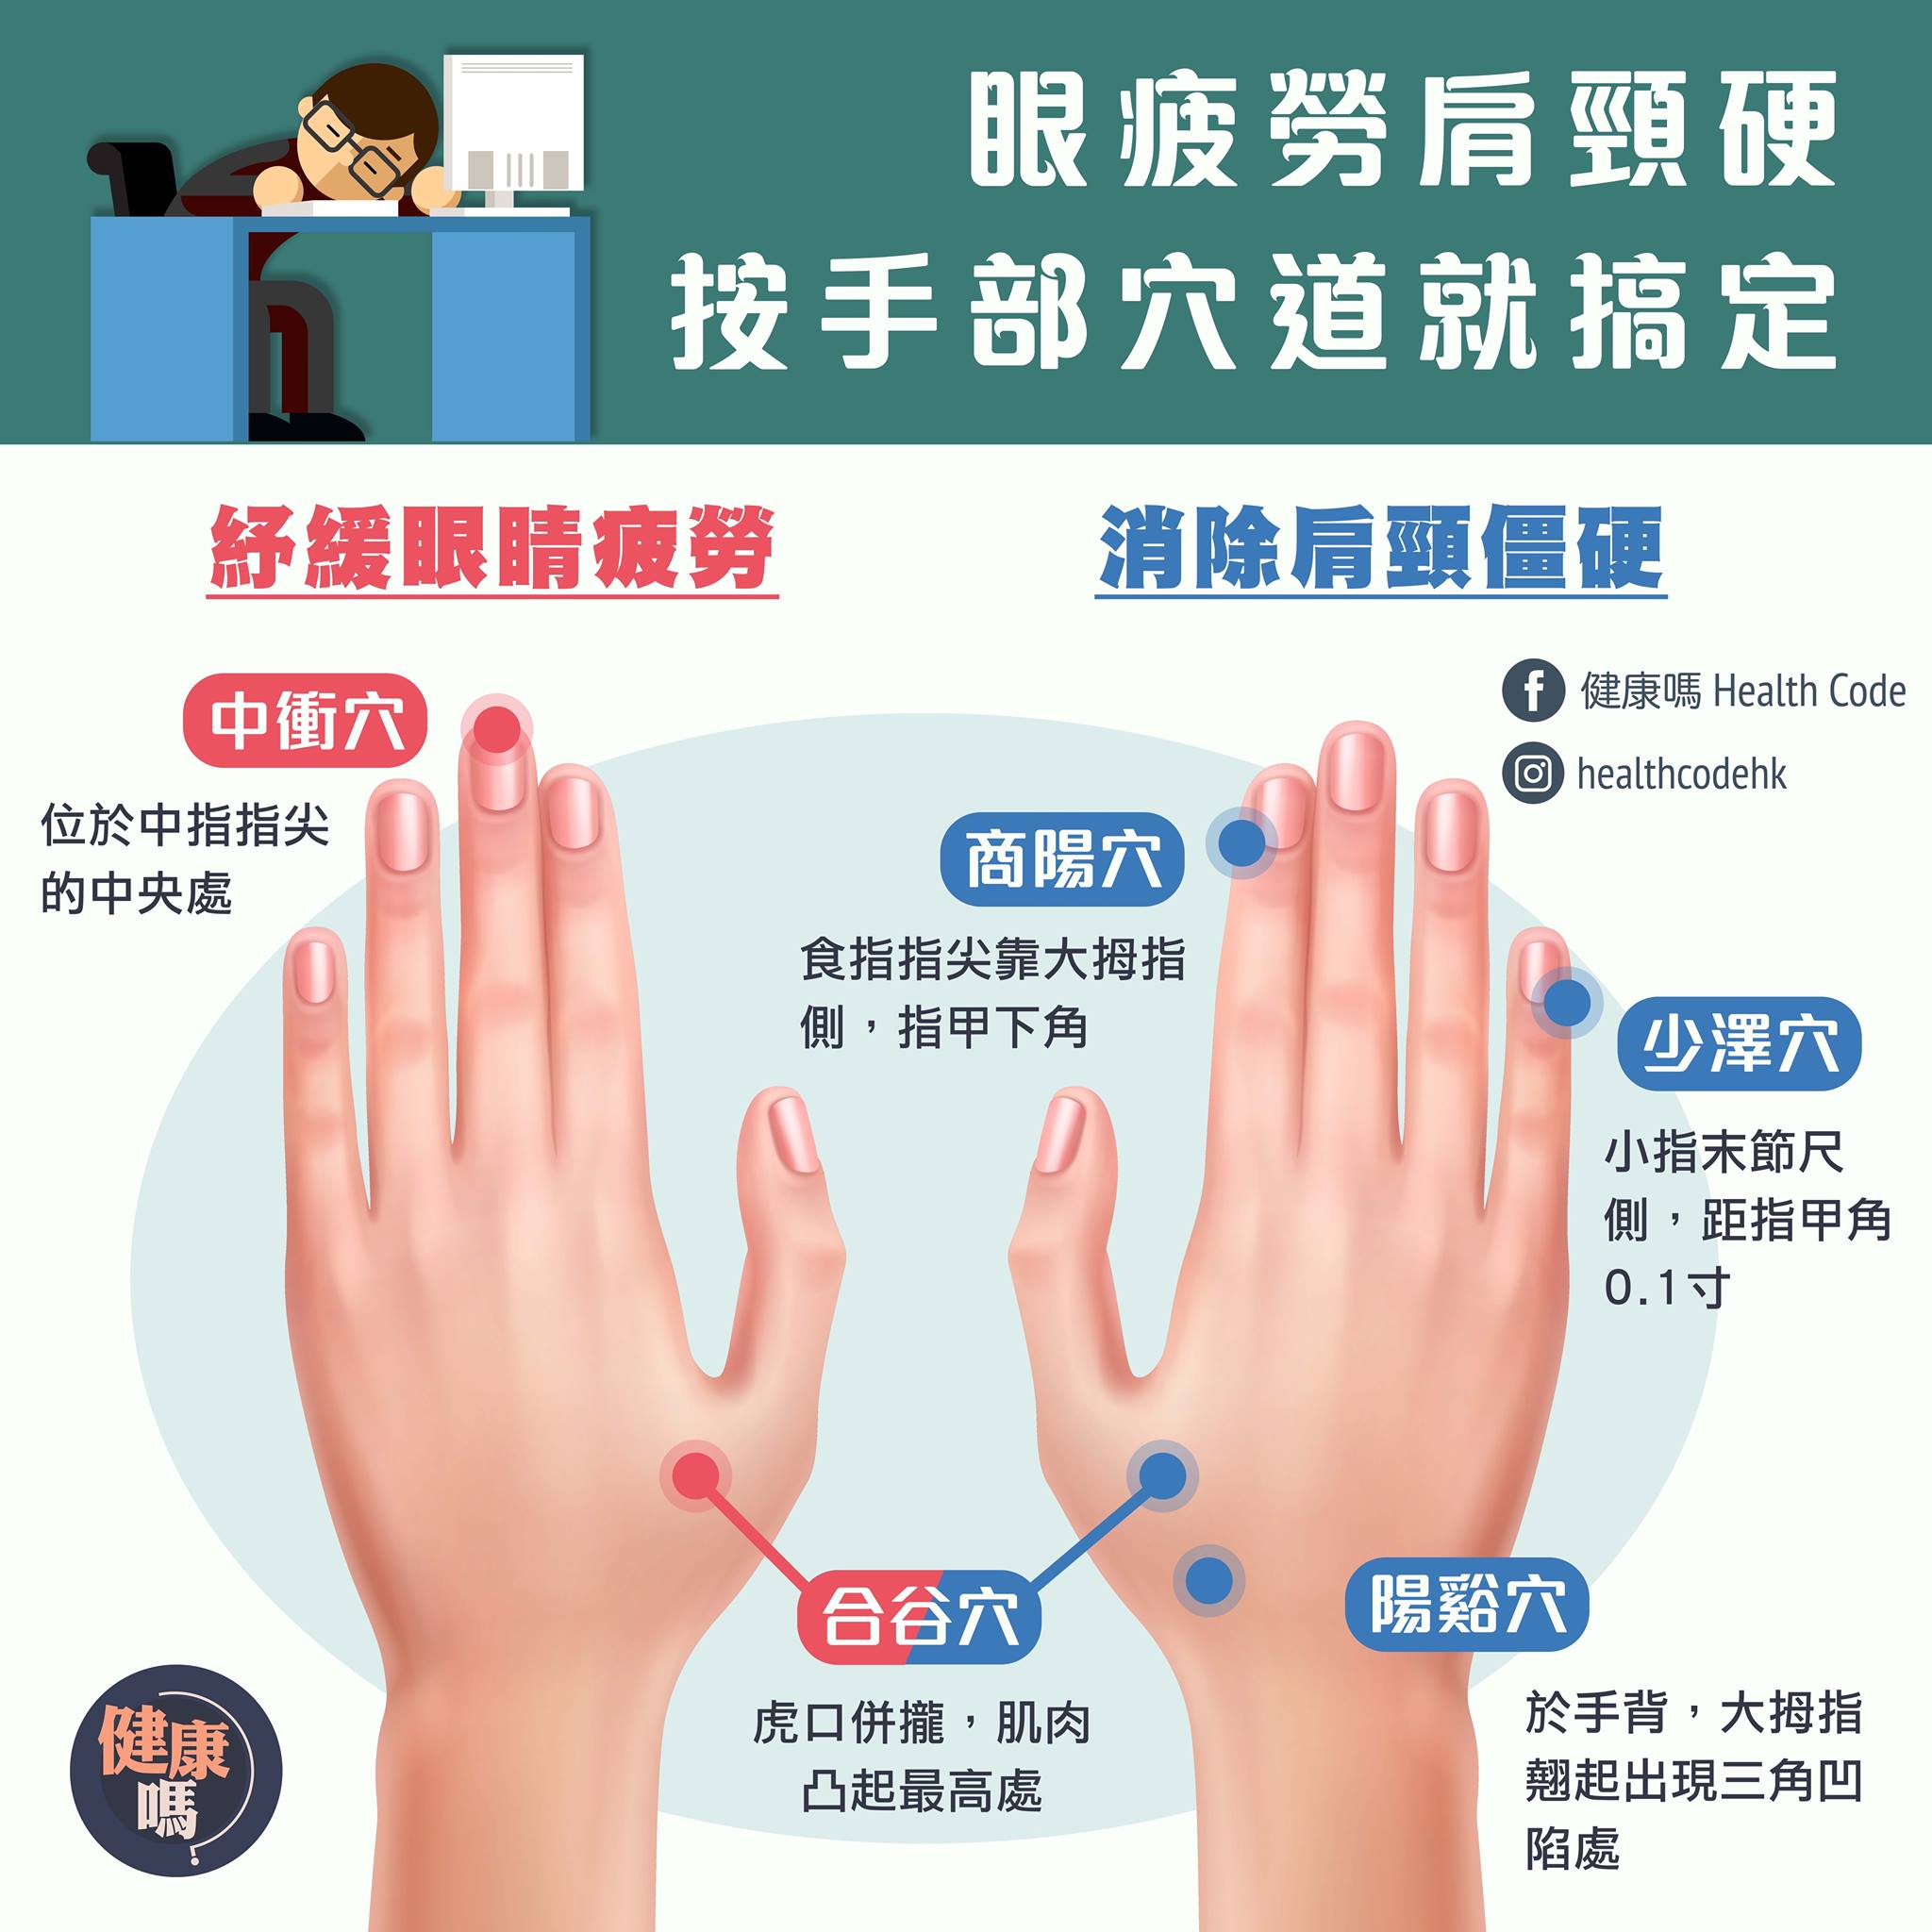 眼疲勞肩頸硬
按手部穴道就搞定
紓緩眼睛疲勞
消除肩頸僵硬
中衝穴
位於中指指尖
的中央處
健康嗎 Health Code
healthcodehk
商陽穴
食指指尖靠大拇指
側，指甲下角
少澤穴
小指末節尺
側，距指甲角
0.1寸
合谷穴
虎口併攏，肌肉
凸起最高處
陽谿穴
於手背，大拇指
翹起出現三角凹
陷處
健康
嗎?